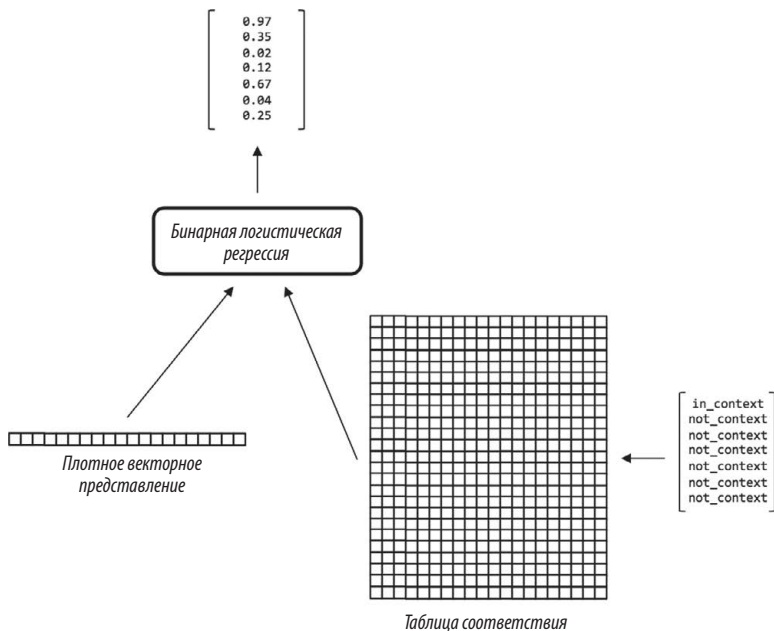 0.97
0.35
0.02
0.12
0.67
0.04
0.25
Бинарная логистическая
регрессия
Плотное векторное
представление
in_context
not_context
not_context
not_context
not_context
not_context
not_context
Таблица соответствия